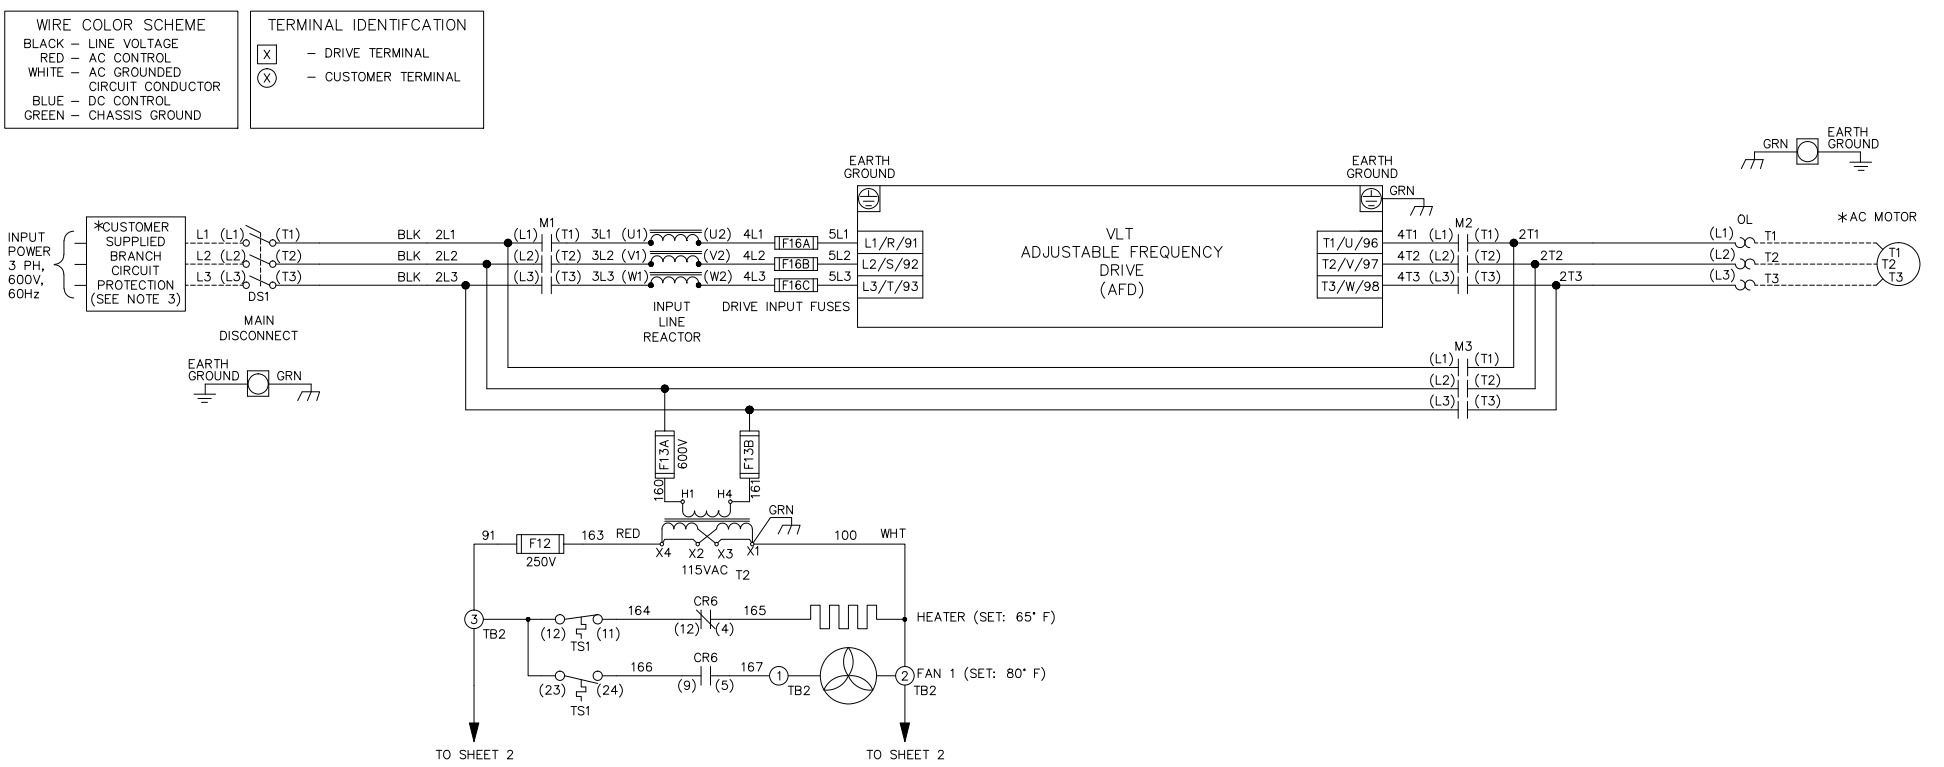 WIRE COLOR SCHEME
BLACK – LINE VOLTAGE
RED – AC CONTROL
WHITE – AC GROUNDED
CIRCUIT CONDUCTOR
BLUE – DC CONTROL
GREEN – CHASSIS GROUND
TERMINAL IDENTIFCATION
X – DRIVE TERMINAL
X – CUSTOMER TERMINAL
INPUT
POWER
3 PH,
600V,
60Hz
*CUSTOMER
SUPPLIED
BRANCH
CIRCUIT
PROTECTION
(SEE NOTE 3)
L1 (L1) (T1) BLK 2L1 (L1) M1 (T1) 3L1 (U1) (U2) 4L1 F16A 5L1 L1/R/91
L2 (L2) (T2) BLK 2L2 (L2) (T2) 3L2 (V1) (V2) 4L2 F16B 5L2 L2/S/92
L3 (L3) (T3) BLK 2L3 (L3) (T3) 3L3 (W1) (W2) 4L3 F16C 5L3 L3/T/93
DS1
MAIN
DISCONNECT
INPUT
LINE
REACTOR
DRIVE INPUT FUSES
EARTH
GROUND
VLT
ADJUSTABLE FREQUENCY
DRIVE
(AFD)
EARTH
GROUND
GRN
T1/U/96 4T1 (L1) M2 (T1) 2T1 (L1) OL T1
T2/V/97 4T2 (L2) (T2) 2T2 (L2) T2
T3/W/98 4T3 (L3) (T3) 2T3 (L3) T3
GRN
EARTH
GROUND
*AC MOTOR
T1
T2
T3
EARTH
GROUND
GRN
M3
(L1) (T1)
(L2) (T2)
(L3) (T3)
F13A
600V
F13B
160
161
H1 H4
GRN
91 F12 163 RED
250V
X4 X2 X3 X1
100 WHT
115VAC T2
3
TB2
(12) (11)
TS1
164
CR6
(12) (4)
165
HEATER (SET: 65° F)
(23) (24)
TS1
166
CR6
(9) (5)
167
1
TB2
2
TB2
FAN 1 (SET: 80° F)
TO SHEET 2
TO SHEET 2